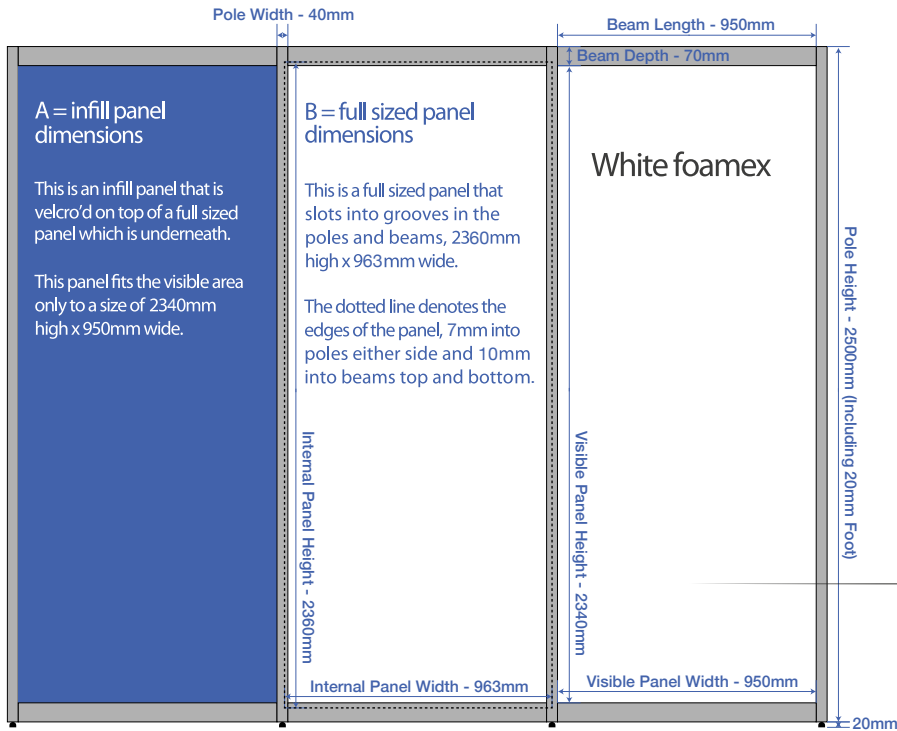 Pole Width - 40mm
Beam Length - 950mm
Beam Depth - 70mm
A = infill panel
dimensions
This is an infill panel that is
velcro'd on top of a full sized
panel which is underneath.
This panel fits the visible area
only to a size of 2340mm
high x 950mm wide.
B = full sized panel
dimensions
This is a full sized panel that
slots into grooves in the
poles and beams, 2360mm
high x 963mm wide.
The dotted line denotes the
edges of the panel, 7mm into
poles either side and 10mm
into beams top and bottom.
White foamex
Internal Panel Height - 2360mm
Visible Panel Height - 2340mm
Pole Height - 2500mm (Including 20mm Foot)
Internal Panel Width - 963mm
Visible Panel Width - 950mm
20mm